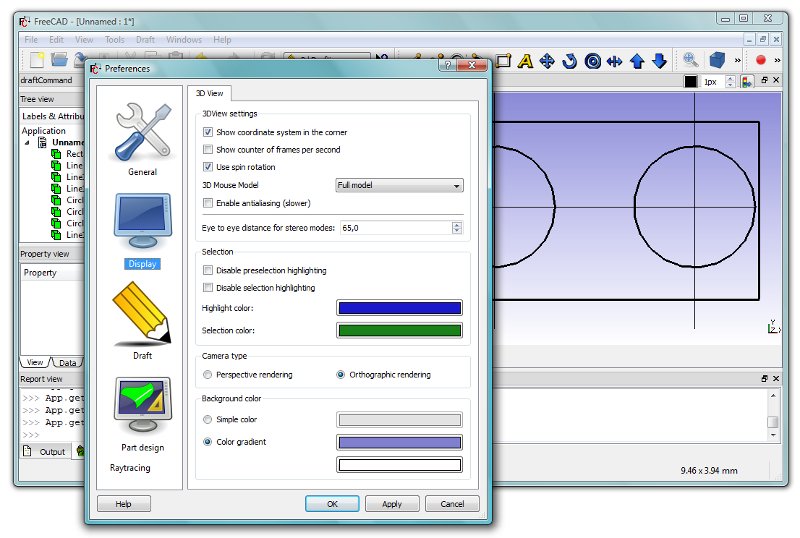 FreeCAD - [Unnamed : 1*]
File Edit View Tools Draft Windows Help
1px
draftCommand
Tree view
Labels & Attribu
Application
Unname
Rect
Line
Line
Line
Circl
Circl
Line
Property view
Property
View Data
Report view
>>> App.get
>>> App.get
>>> App.get
>>>
Output
9.46 x 3.94 mm
Y
Z X
Preferences
General
Display
Draft
Part design
Raytracing
3D View
3DView settings
Show coordinate system in the corner
Show counter of frames per second
Use spin rotation
3D Mouse Model Full model
Enable antialiasing (slower)
Eye to eye distance for stereo modes: 65,0
Selection
Disable preselection highlighting
Disable selection highlighting
Highlight color:
Selection color:
Camera type
Perspective rendering Orthographic rendering
Background color
Simple color
Color gradient
Help OK Apply Cancel